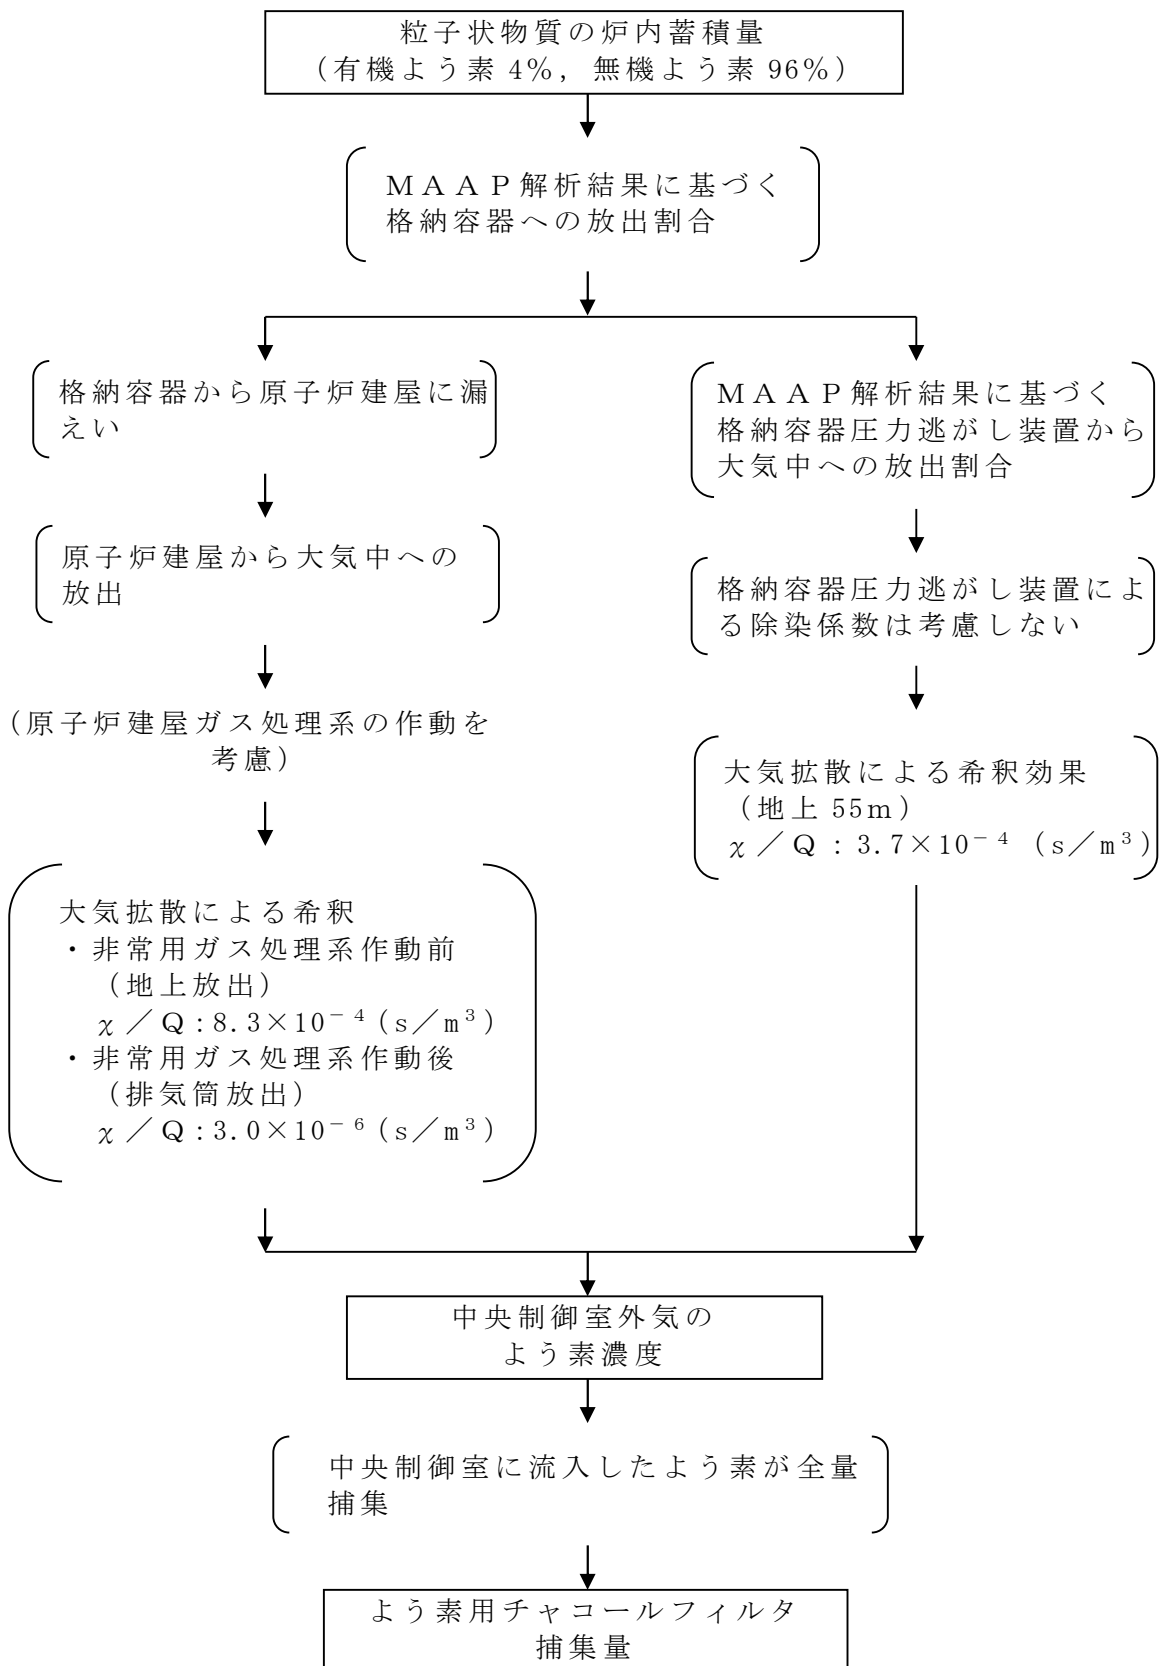 粒子状物質の炉内蓄積量
（有機よう素 4%，無機よう素 96%）
ＭＡＡＰ解析結果に基づく
格納容器への放出割合
格納容器から原子炉建屋に漏
えい
原子炉建屋から大気中への
放出
（原子炉建屋ガス処理系の作動を
考慮）
大気拡散による希釈
・非常用ガス処理系作動前
（地上放出）
χ／Ｑ:8.3×10⁻⁴(s／m³)
・非常用ガス処理系作動後
（排気筒放出）
χ／Ｑ:3.0×10⁻⁶(s／m³)
ＭＡＡＰ解析結果に基づく
格納容器圧力逃がし装置から
大気中への放出割合
格納容器圧力逃がし装置によ
る除染係数は考慮しない
大気拡散による希釈効果
（地上 55m）
χ／Ｑ：3.7×10⁻⁴（s／m³）
中央制御室外気の
よう素濃度
中央制御室に流入したよう素が全量
捕集
よう素用チャコールフィルタ
捕集量